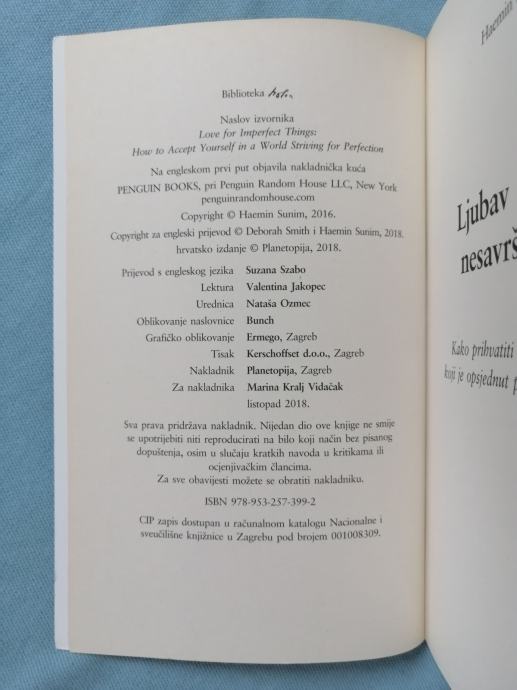 Biblioteka
Naslov izvornika
Love for Imperfect Things:
How to Accept Yourself in a World Striving for Perfection
Na engleskom prvi put objavila nakladnička kuća
PENGUIN BOOKS, pri Penguin Random House LLC, New York
penguinrandomhouse.com
Copyright © Haemin Sunim, 2016.
Copyright za engleski prijevod © Deborah Smith i Haemin Sunim, 2018.
hrvatsko izdanje © Planetopija, 2018.
Prijevod s engleskog jezika Suzana Szabo
Lektura Valentina Jakopec
Urednica Nataša Ozmec
Oblikovanje naslovnice Bunch
Grafičko oblikovanje Ermego, Zagreb
Tisak Kerschoffset d.o.o., Zagreb
Nakladnik Planetopija, Zagreb
Za nakladnika Marina Kralj Vidačak
listopad 2018.
Sva prava pridržava nakladnik. Nijedan dio ove knjige ne smije
se upotrijebiti niti reproducirati na bilo koji način bez pisanog
dopuštenja, osim u slučaju kratkih navoda u kritikama ili
ocjenjivačkim člancima.
Za sve obavijesti možete se obratiti nakladniku.
ISBN 978-953-257-399-2
CIP zapis dostupan u računalnom katalogu Nacionalne i
sveučilišne knjižnice u Zagrebu pod brojem 001008309.
Haemin
Ljubav
nesavrš
Kako prihvatiti
koji je opsjednut p